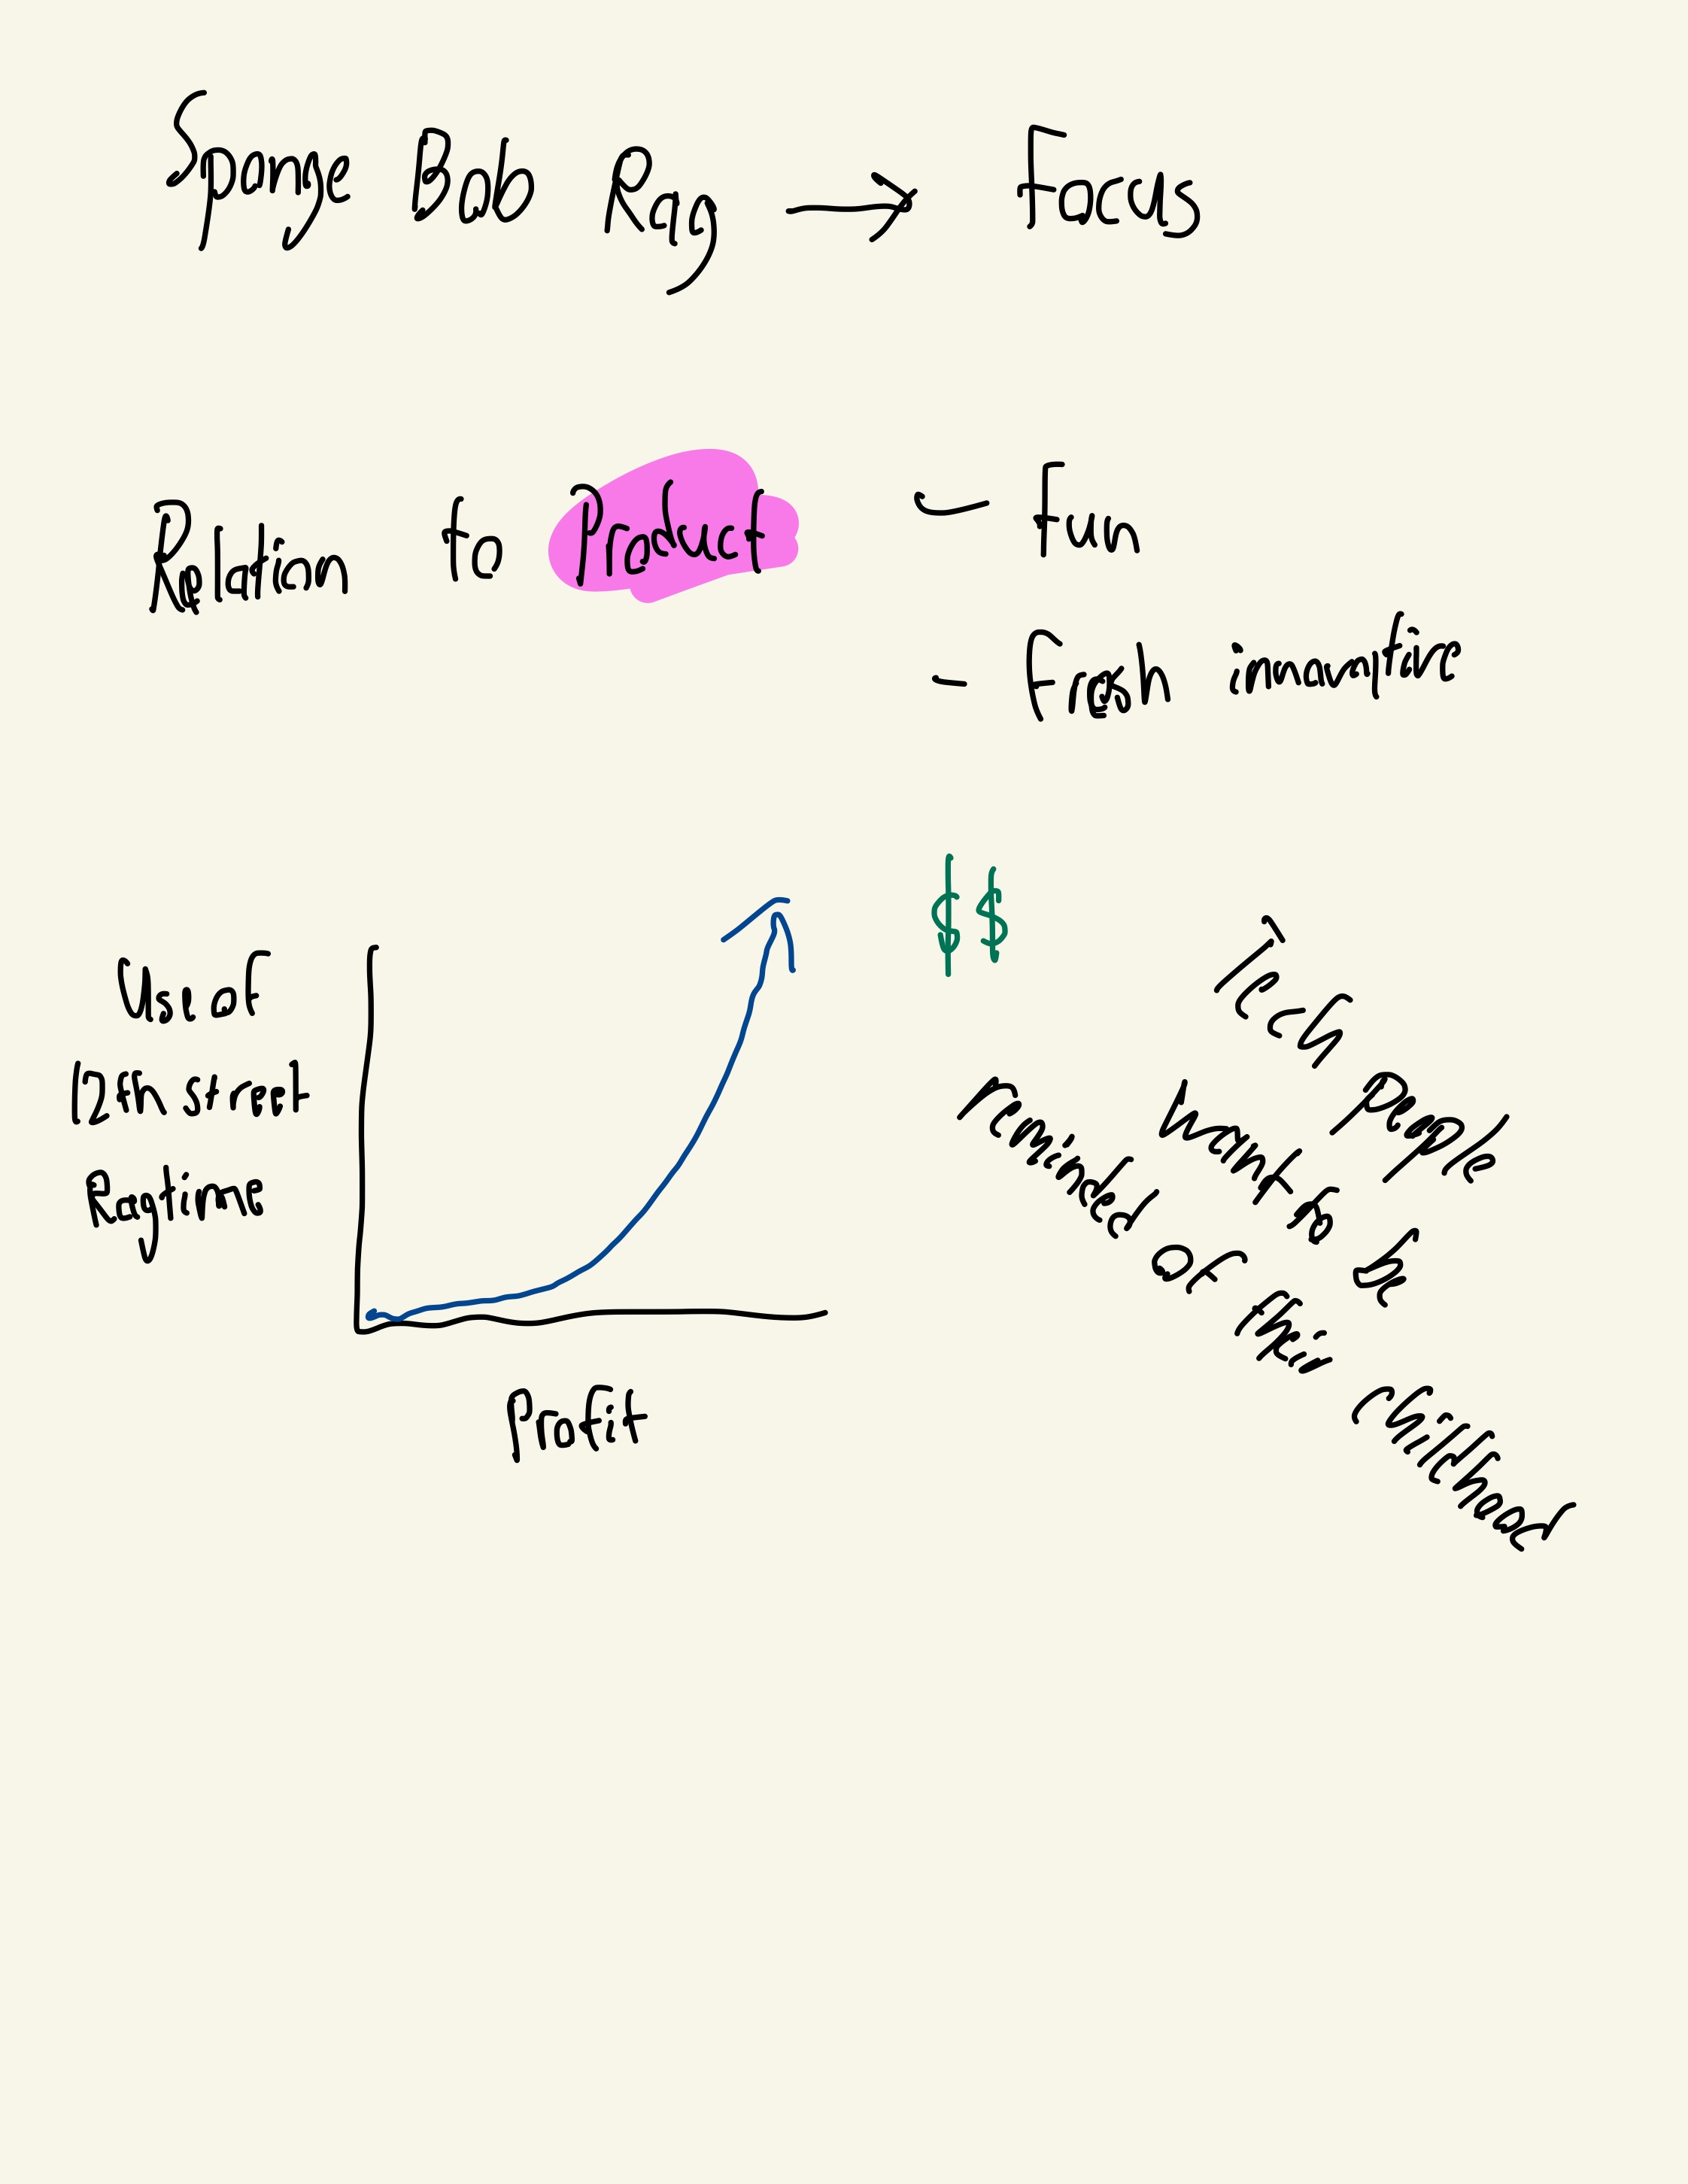 Sponge Bob Rag → Focus
Relation to Product - Fun
- Fresh innovative
$$
Use of
12th street
Ragtime
Profit
Tech people
want to be
reminded of their childhood